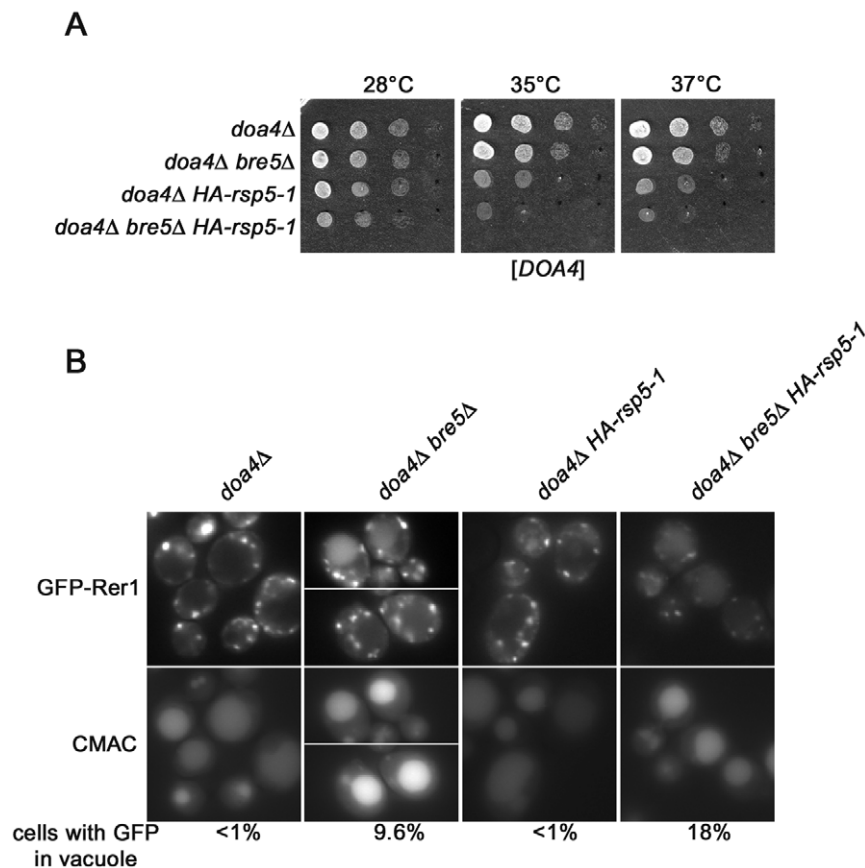 A
28°C 35°C 37°C
doa4Δ
doa4Δ bre5Δ
doa4Δ HA-rsp5-1
doa4Δ bre5Δ HA-rsp5-1
[DOA4]
B
doa4Δ
doa4Δ bre5Δ
doa4Δ HA-rsp5-1
doa4Δ bre5Δ HA-rsp5-1
GFP-Rer1
CMAC
cells with GFP
in vacuole
<1% 9.6% <1% 18%